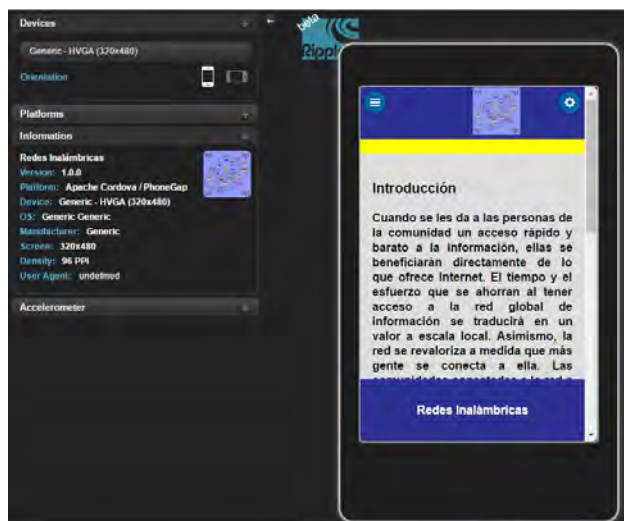 Devices
Generic - HVGA (320x480)
Orientation
Platforms
Information
Redes Inalámbricas
Version: 1.0.0
Platform: Apache Cordova / PhoneGap
Device: Generic - HVGA (320x480)
OS: Generic Generic
Manufacturer: Generic
Screen: 320x480
Density: 96 PPI
User Agent: undefined
Accelerometer
beta
Introducción
Cuando se les da a las personas de
la comunidad un acceso rápido y
barato a la información, ellas se
beneficiarán directamente de lo
que ofrece Internet. El tiempo y el
esfuerzo que se ahorran al tener
acceso a la red global de
información se traducirá en un
valor a escala local. Asimismo, la
red se revaloriza a medida que más
gente se conecta a ella. Las
Redes Inalámbricas